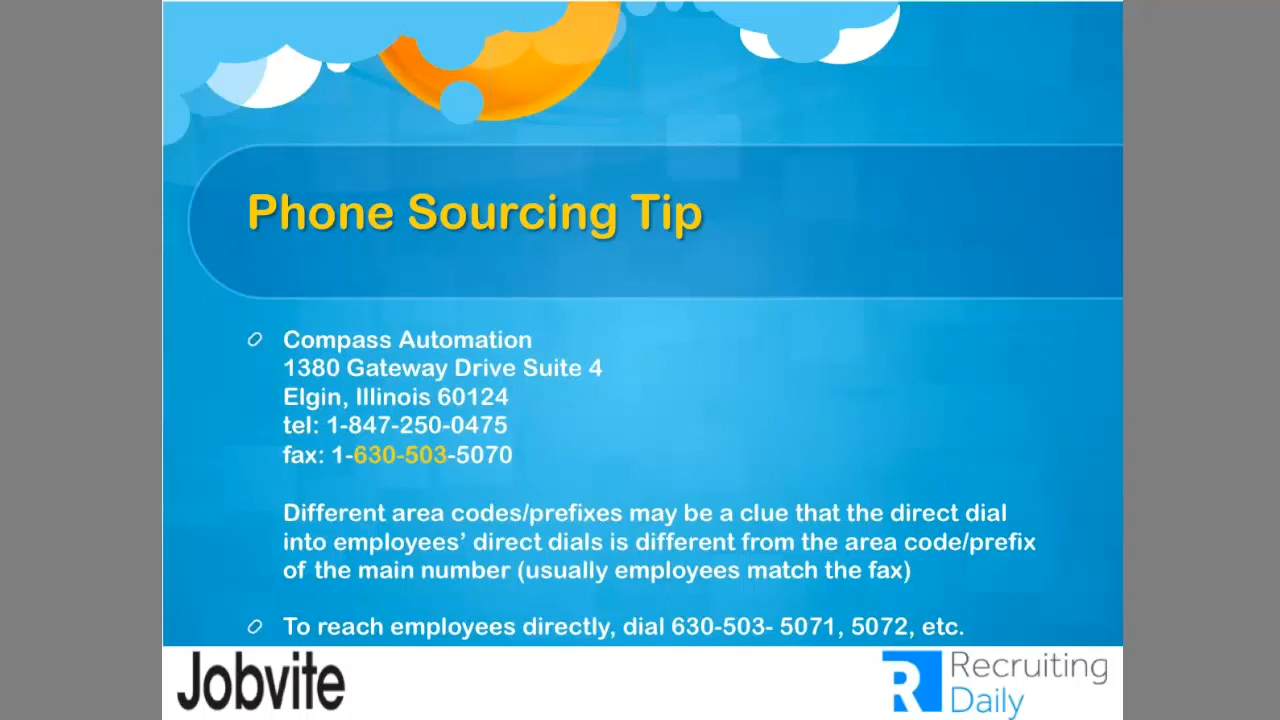 Phone Sourcing Tip
Compass Automation
1380 Gateway Drive Suite 4
Elgin, Illinois 60124
tel: 1-847-250-0475
fax: 1-630-503-5070
Different area codes/prefixes may be a clue that the direct dial
into employees’ direct dials is different from the area code/prefix
of the main number (usually employees match the fax)
To reach employees directly, dial 630-503- 5071, 5072, etc.
Jobvite
R
Recruiting
Daily